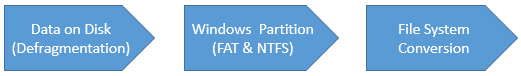 Data on Disk
(Defragmentation)
Windows Partition
(FAT & NTFS)
File System
Conversion